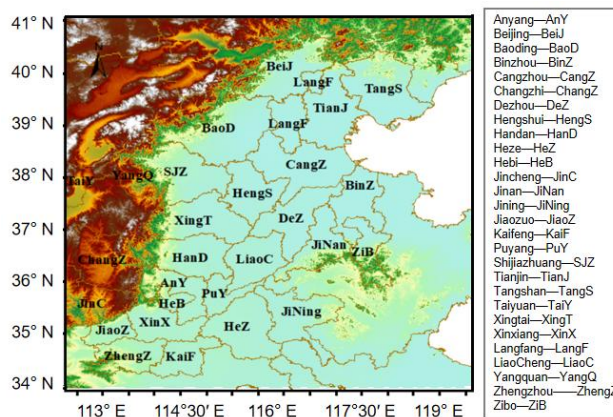 41° N
40° N
39° N
38° N
37° N
36° N
35° N
34° N
BeiJ
LangF
TangS
TianJ
LangF
BaoD
CangZ
SJZ
YangQ
TaiY
HengS
BinZ
XingT
DeZ
JiNan
ZiB
HanD
LiaoC
ChangZ
AnY
PuY
HeB
JinC
JiNing
XinX
HeZ
JiaoZ
ZhengZ
KaiF
113° E
114°30′ E
116° E
117°30′ E
119° E
Anyang—AnY
Beijing—BeiJ
Baoding—BaoD
Binzhou—BinZ
Cangzhou—CangZ
Changzhi—ChangZ
Dezhou—DeZ
Hengshui—HengS
Handan—HanD
Heze—HeZ
Hebi—HeB
Jincheng—JinC
Jinan—JiNan
Jining—JiNing
Jiaozuo—JiaoZ
Kaifeng—KaiF
Puyang—PuY
Shijiazhuang—SJZ
Tianjin—TianJ
Tangshan—TangS
Taiyuan—TaiY
Xingtai—XingT
Xinxiang—XinX
Langfang—LangF
LiaoCheng—LiaoC
Yangquan—YangQ
Zhengzhou——ZhengZ
Zibo—ZiB